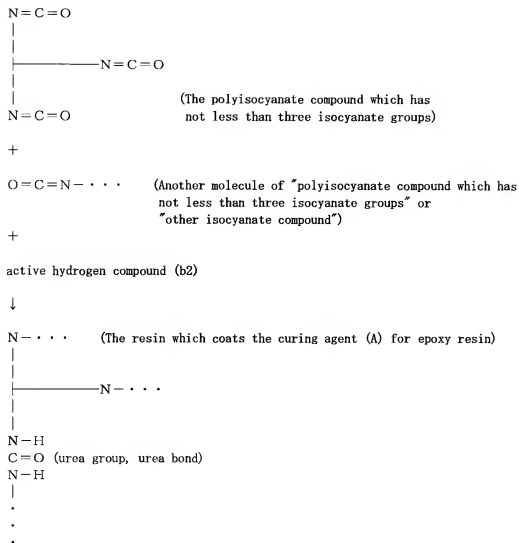 N=C=O
N=C=O
(The polyisocyanate compound which has
N=C=O
not less than three isocyanate groups)
+
O=C=N-・・・ (Another molecule of "polyisocyanate compound which has
not less than three isocyanate groups" or
"other isocyanate compound")
+
active hydrogen compound (b2)
↓
N-・・・ (The resin which coats the curing agent (A) for epoxy resin)
N-・・・
N-H
C=O (urea group, urea bond)
N-H
・
・
・